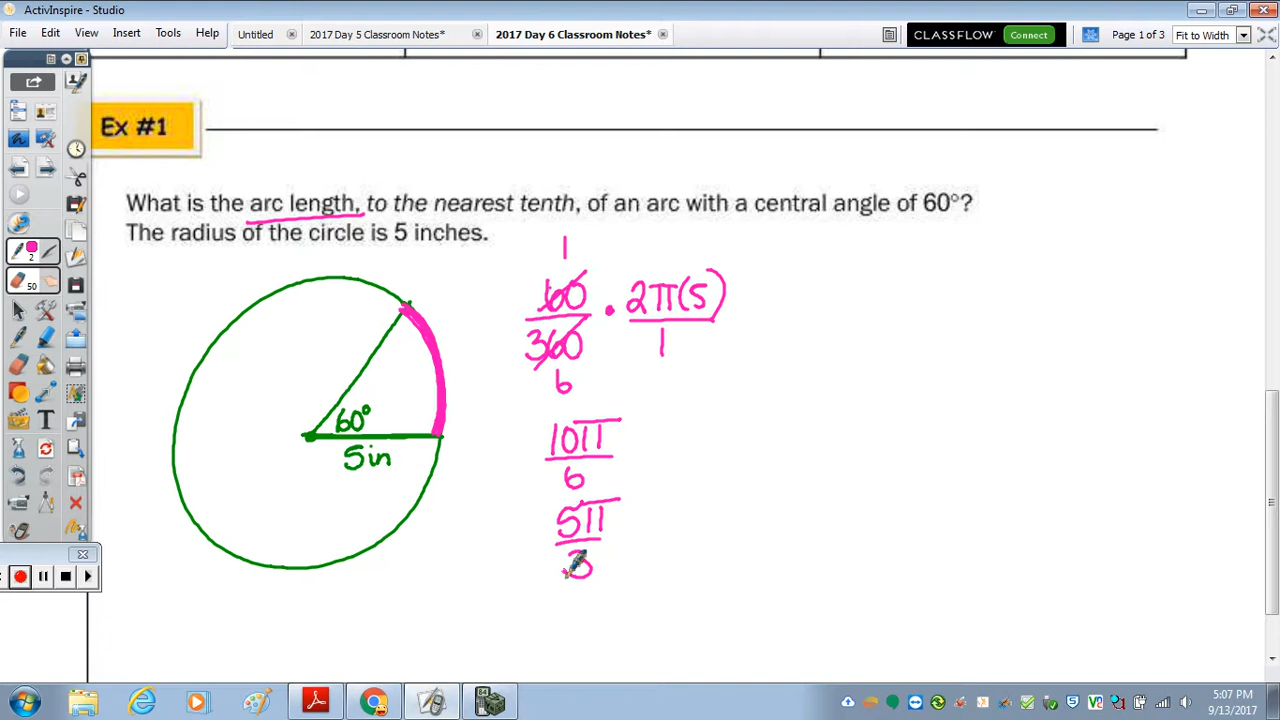 ActivInspire - Studio
File Edit View Insert Tools Help
Untitled
2017 Day 5 Classroom Notes*
2017 Day 6 Classroom Notes*
CLASSFLOW
Connect
Page 1 of 3
Fit to Width
Ex #1
What is the arc length, to the nearest tenth, of an arc with a central angle of 60°?
The radius of the circle is 5 inches.
1
60
360
6
•
2π(5)
1
10π
6
5π
3
60°
5in
2
50
5:07 PM
9/13/2017